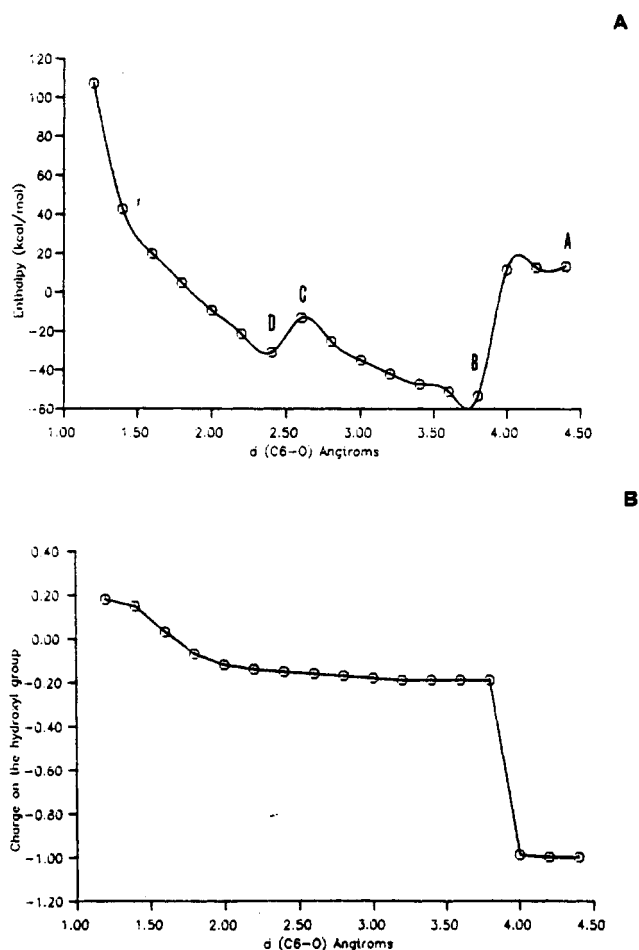 A
120
100
80
60
40
20
0
-20
-40
-60
Enthalpy (kcal/mol)
A
B
C
D
1.00 1.50 2.00 2.50 3.00 3.50 4.00 4.50
d (C6-O) Angtroms
B
0.40
0.20
0.00
-0.20
-0.40
-0.60
-0.80
-1.00
-1.20
Charge on the hydroxyl group
1.00 1.50 2.00 2.50 3.00 3.50 4.00 4.50
d (C6-O) Angtroms